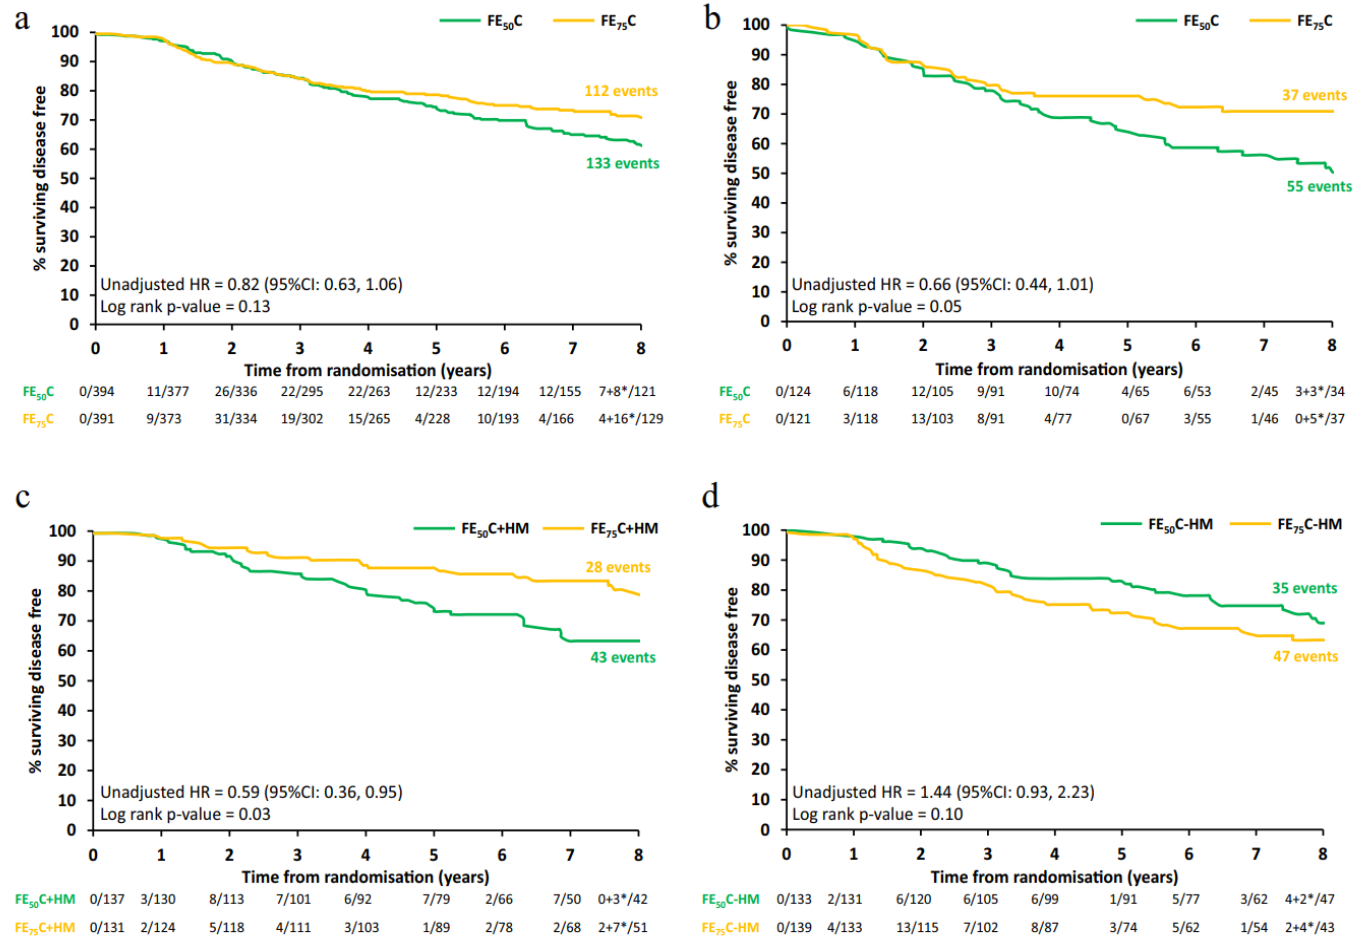 a
FE50C FE75C
100
90
80
70
60
50
40
30
20
10
0
% surviving disease free
112 events
133 events
Unadjusted HR = 0.82 (95%CI: 0.63, 1.06)
Log rank p-value = 0.13
0 1 2 3 4 5 6 7 8
Time from randomisation (years)
FE50C 0/394 11/377 26/336 22/295 22/263 12/233 12/194 12/155 7+8*/121
FE75C 0/391 9/373 31/334 19/302 15/265 4/228 10/193 4/166 4+16*/129
b
FE50C FE75C
100
90
80
70
60
50
40
30
20
10
0
% surviving disease free
37 events
55 events
Unadjusted HR = 0.66 (95%CI: 0.44, 1.01)
Log rank p-value = 0.05
0 1 2 3 4 5 6 7 8
Time from randomisation (years)
FE50C 0/124 6/118 12/105 9/91 10/74 4/65 6/53 2/45 3+3*/34
FE75C 0/121 3/118 13/103 8/91 4/77 0/67 3/55 1/46 0+5*/37
c
FE50C+HM FE75C+HM
100
90
80
70
60
50
40
30
20
10
0
% surviving disease free
28 events
43 events
Unadjusted HR = 0.59 (95%CI: 0.36, 0.95)
Log rank p-value = 0.03
0 1 2 3 4 5 6 7 8
Time from randomisation (years)
FE50C+HM 0/137 3/130 8/113 7/101 6/92 7/79 2/66 7/50 0+3*/42
FE75C+HM 0/131 2/124 5/118 4/111 3/103 1/89 2/78 2/68 2+7*/51
d
FE50C-HM FE75C-HM
100
90
80
70
60
50
40
30
20
10
0
% surviving disease free
35 events
47 events
Unadjusted HR = 1.44 (95%CI: 0.93, 2.23)
Log rank p-value = 0.10
0 1 2 3 4 5 6 7 8
Time from randomisation (years)
FE50C-HM 0/133 2/131 6/120 6/105 6/99 1/91 5/77 3/62 4+2*/47
FE75C-HM 0/139 4/133 13/115 7/102 8/87 3/74 5/62 1/54 2+4*/43